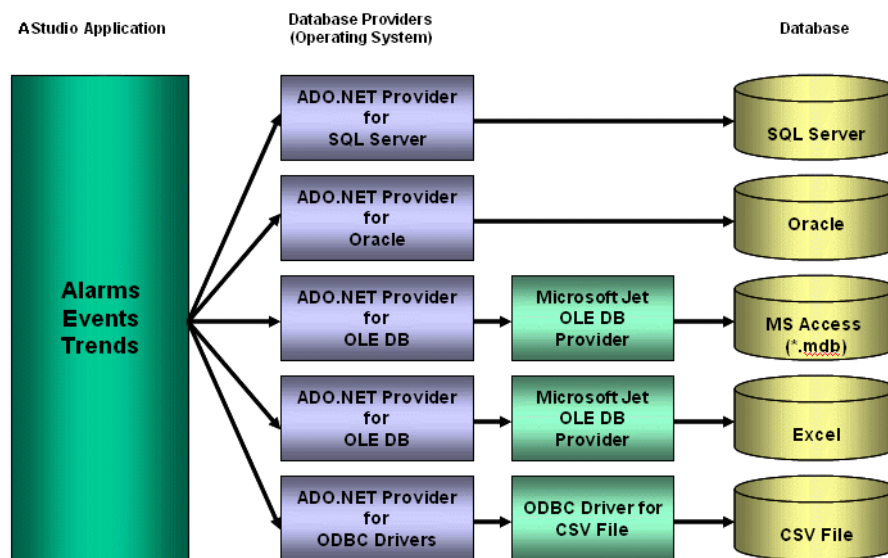 AStudio Application
Database Providers
(Operating System)
Database
Alarms
Events
Trends
ADO.NET Provider
for
SQL Server
SQL Server
ADO.NET Provider
for
Oracle
Oracle
ADO.NET Provider
for
OLE DB
Microsoft Jet
OLE DB
Provider
MS Access
(*.mdb)
ADO.NET Provider
for
OLE DB
Microsoft Jet
OLE DB
Provider
Excel
ADO.NET Provider
for
ODBC Drivers
ODBC Driver for
CSV File
CSV File